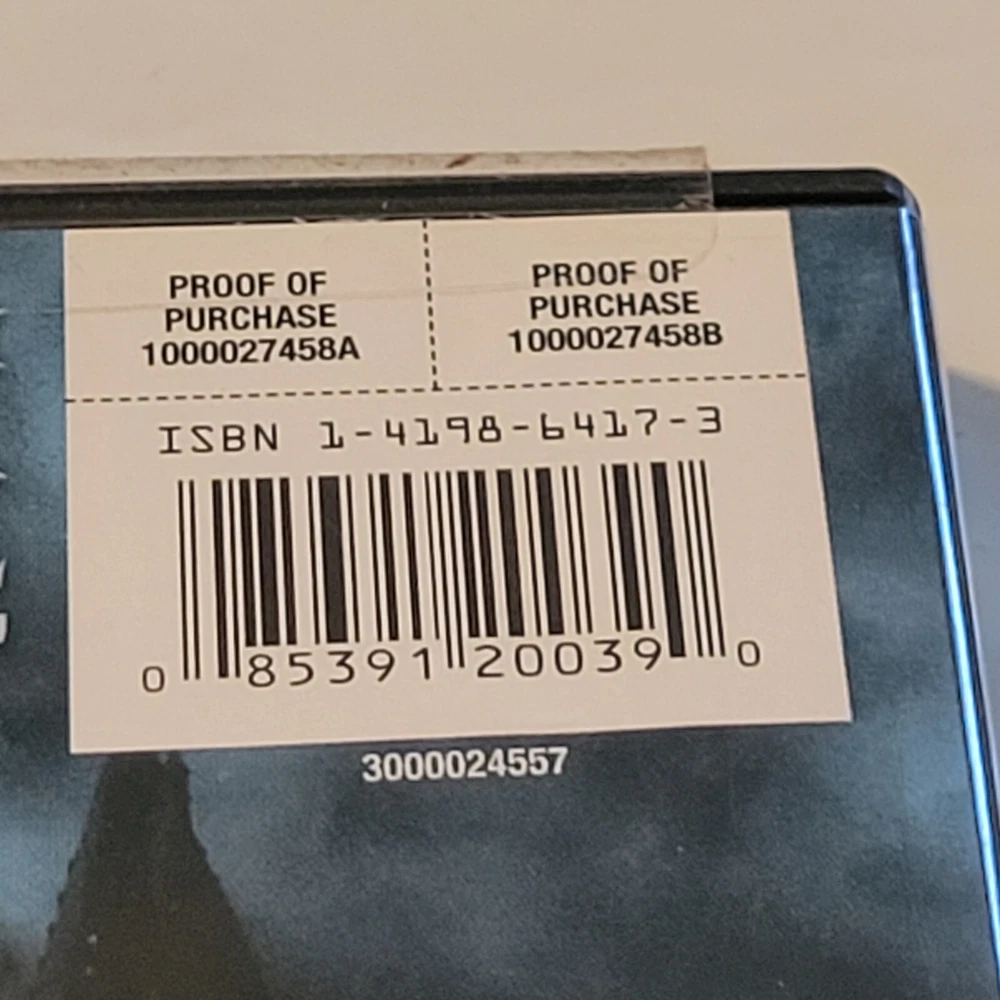 PROOF OF
PURCHASE
1000027458A
PROOF OF
PURCHASE
1000027458B
ISBN 1-4198-6417-3
0 85391 20039 0
3000024557